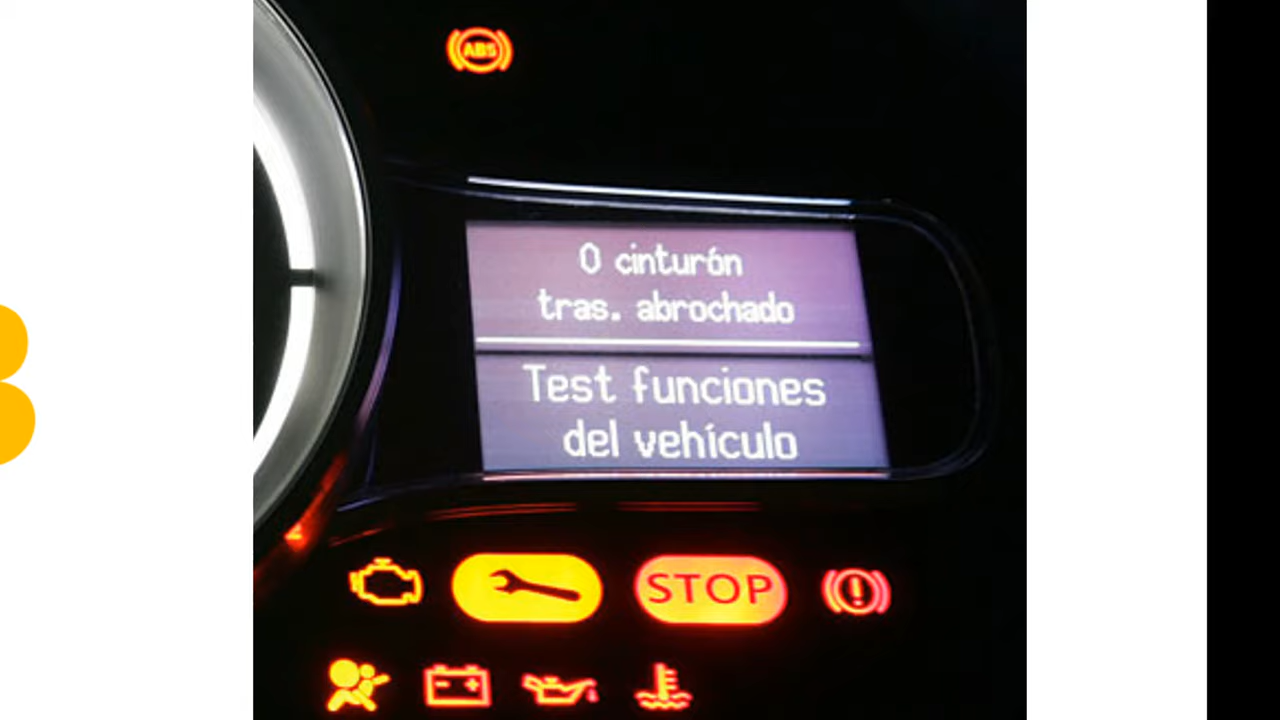 ABS
0 cinturón
tras. abrochado
Test funciones
del vehículo
STOP